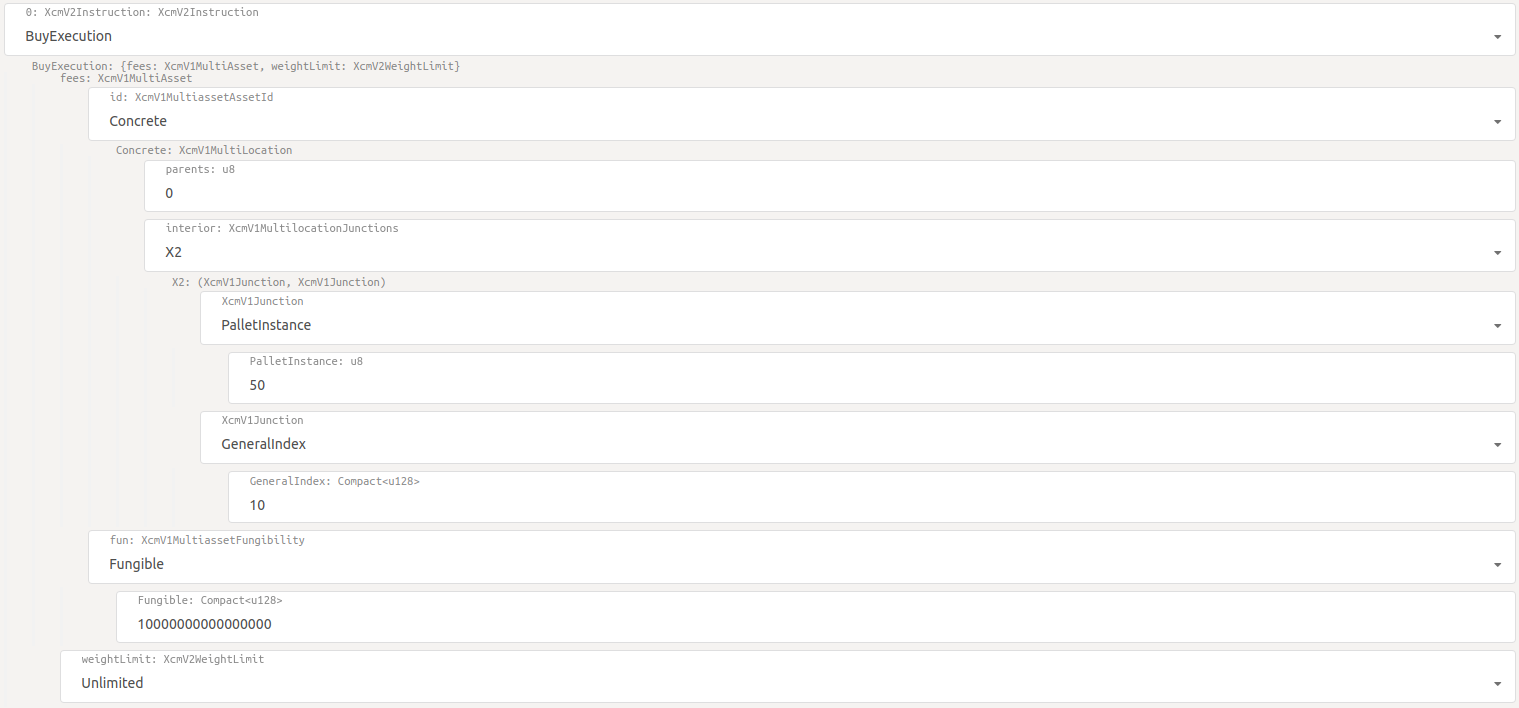 0: XcmV2Instruction: XcmV2Instruction
BuyExecution
BuyExecution: {fees: XcmV1MultiAsset, weightLimit: XcmV2WeightLimit}
fees: XcmV1MultiAsset
id: XcmV1MultiassetAssetId
Concrete
Concrete: XcmV1MultiLocation
parents: u8
0
interior: XcmV1MultilocationJunctions
X2
X2: (XcmV1Junction, XcmV1Junction)
XcmV1Junction
PalletInstance
PalletInstance: u8
50
XcmV1Junction
GeneralIndex
GeneralIndex: Compact<u128>
10
fun: XcmV1MultiassetFungibility
Fungible
Fungible: Compact<u128>
10000000000000000
weightLimit: XcmV2WeightLimit
Unlimited